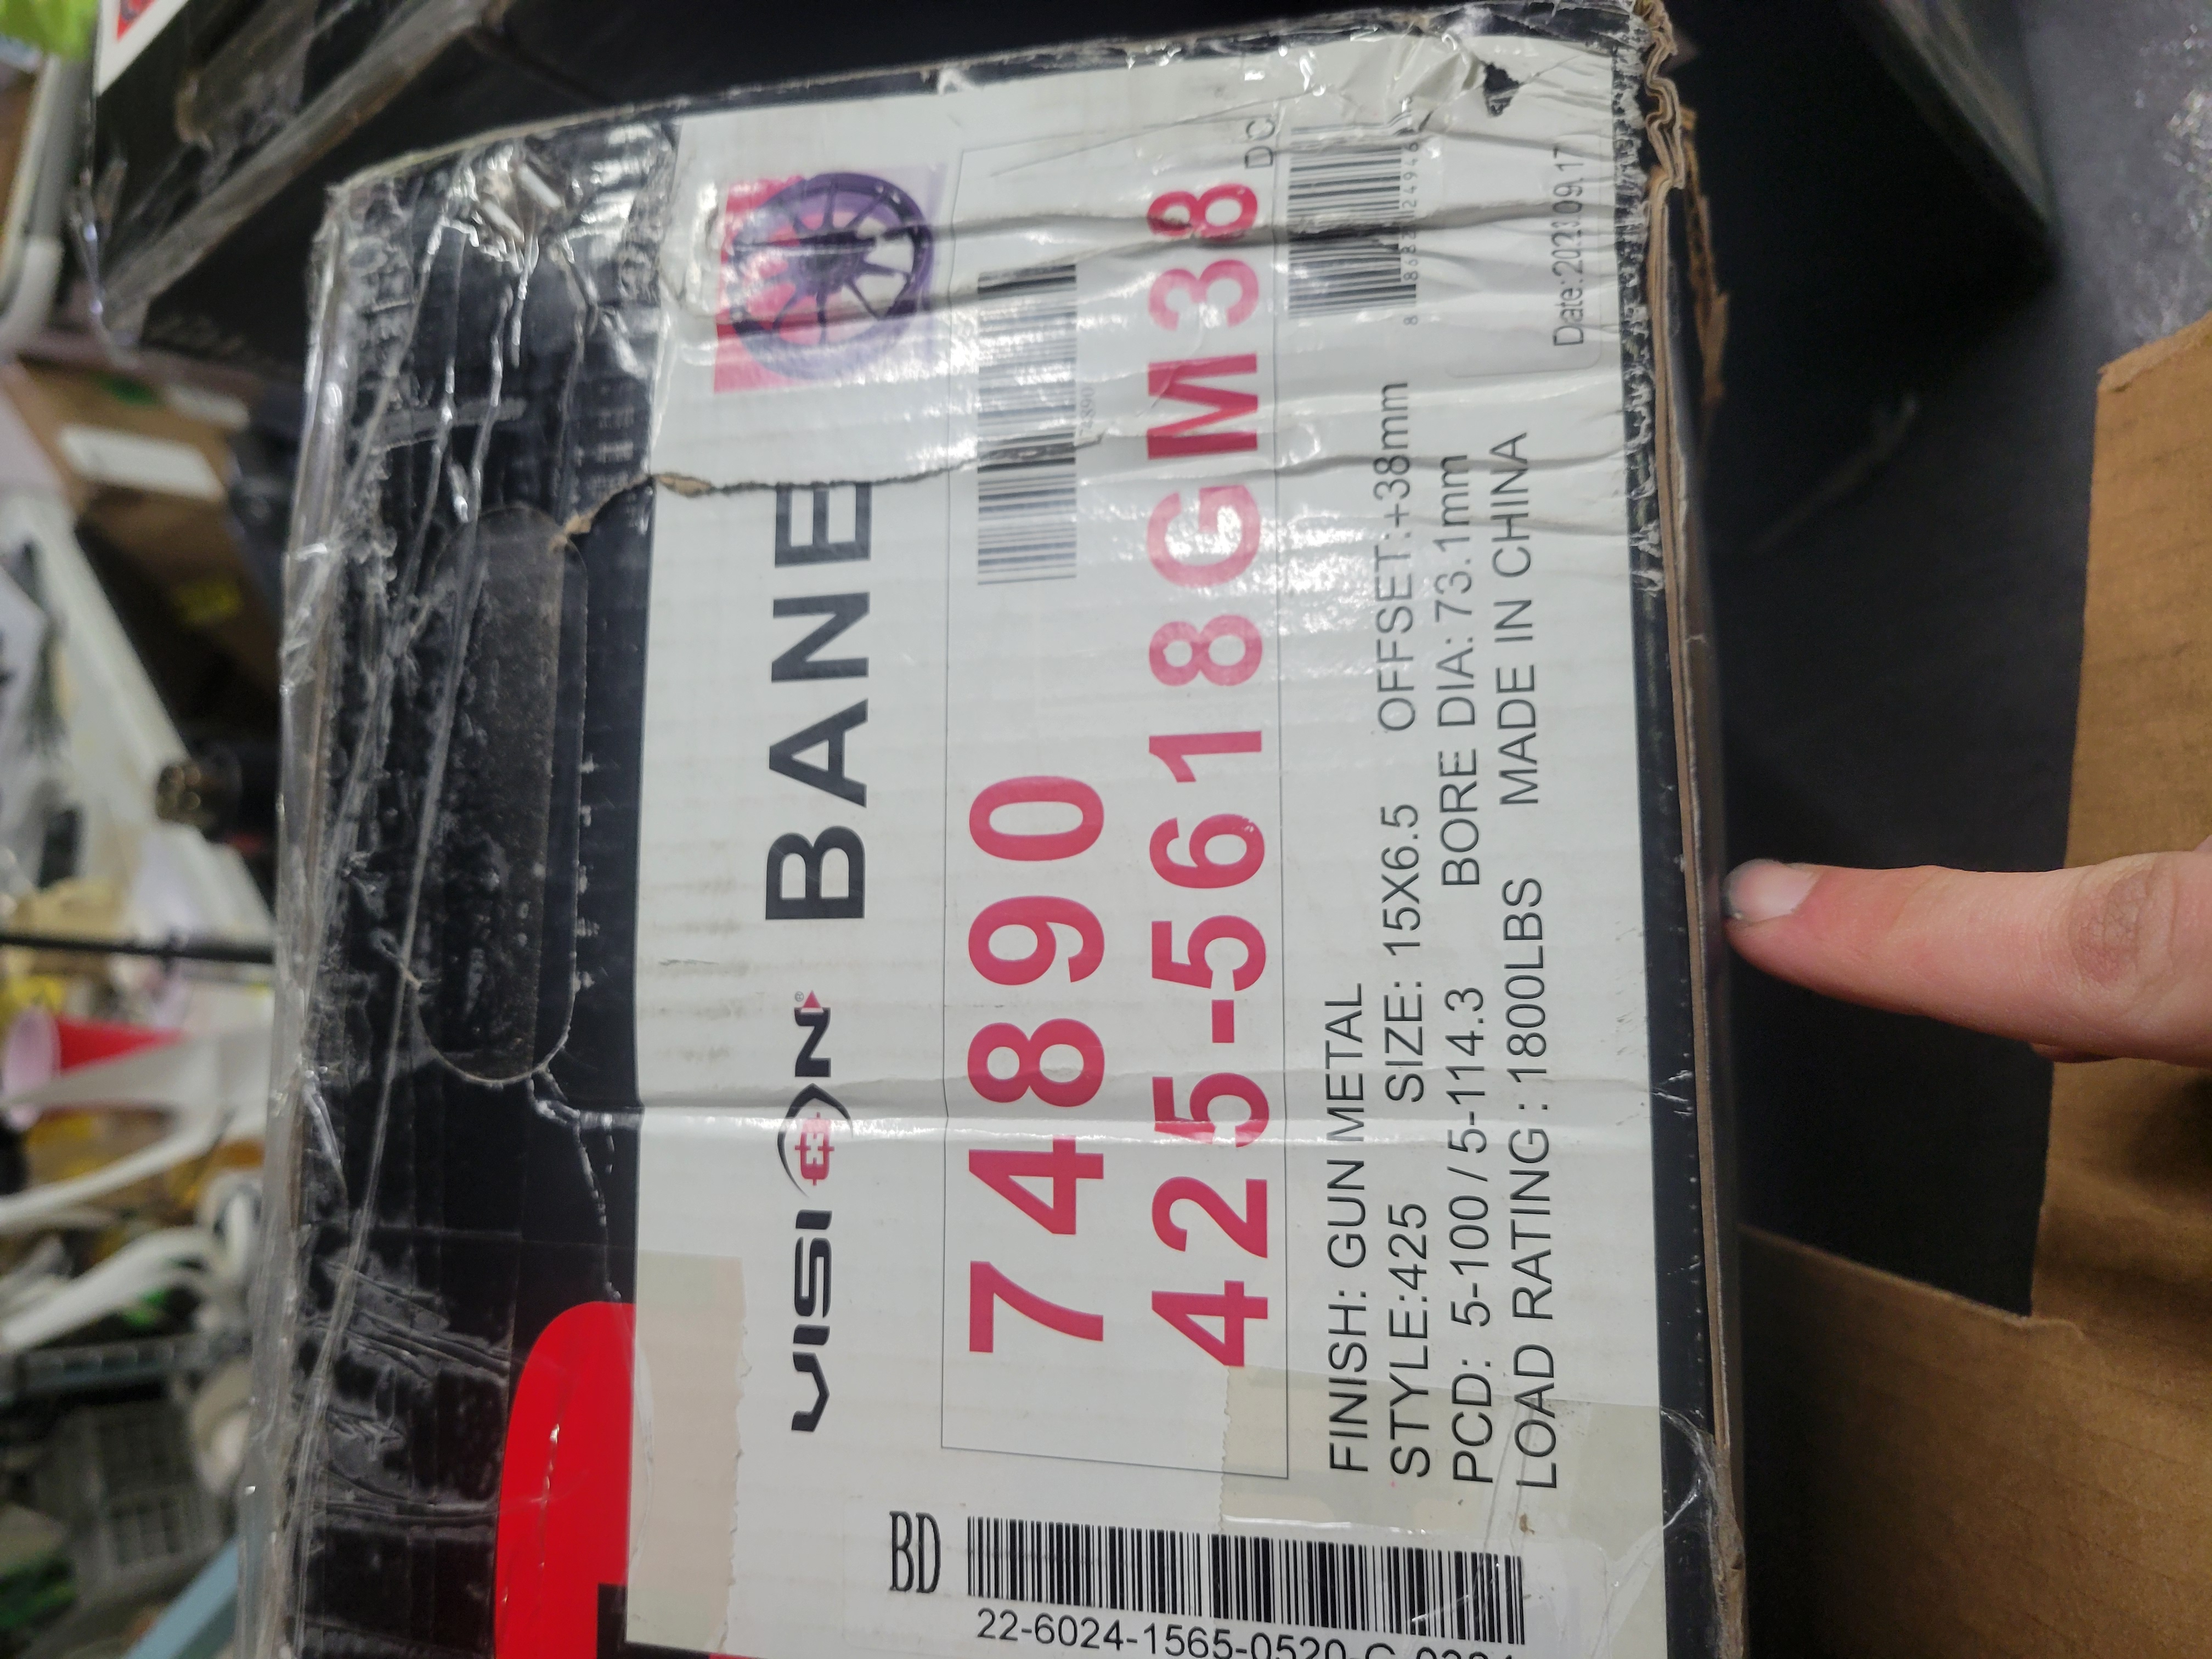 VISION® BANE
74890
74890
425-5618GM38
DC
FINISH: GUN METAL
STYLE:425 SIZE: 15X6.5 OFFSET:+38mm
PCD: 5-100 / 5-114.3 BORE DIA: 73.1mm
LOAD RATING : 1800LBS MADE IN CHINA
BD